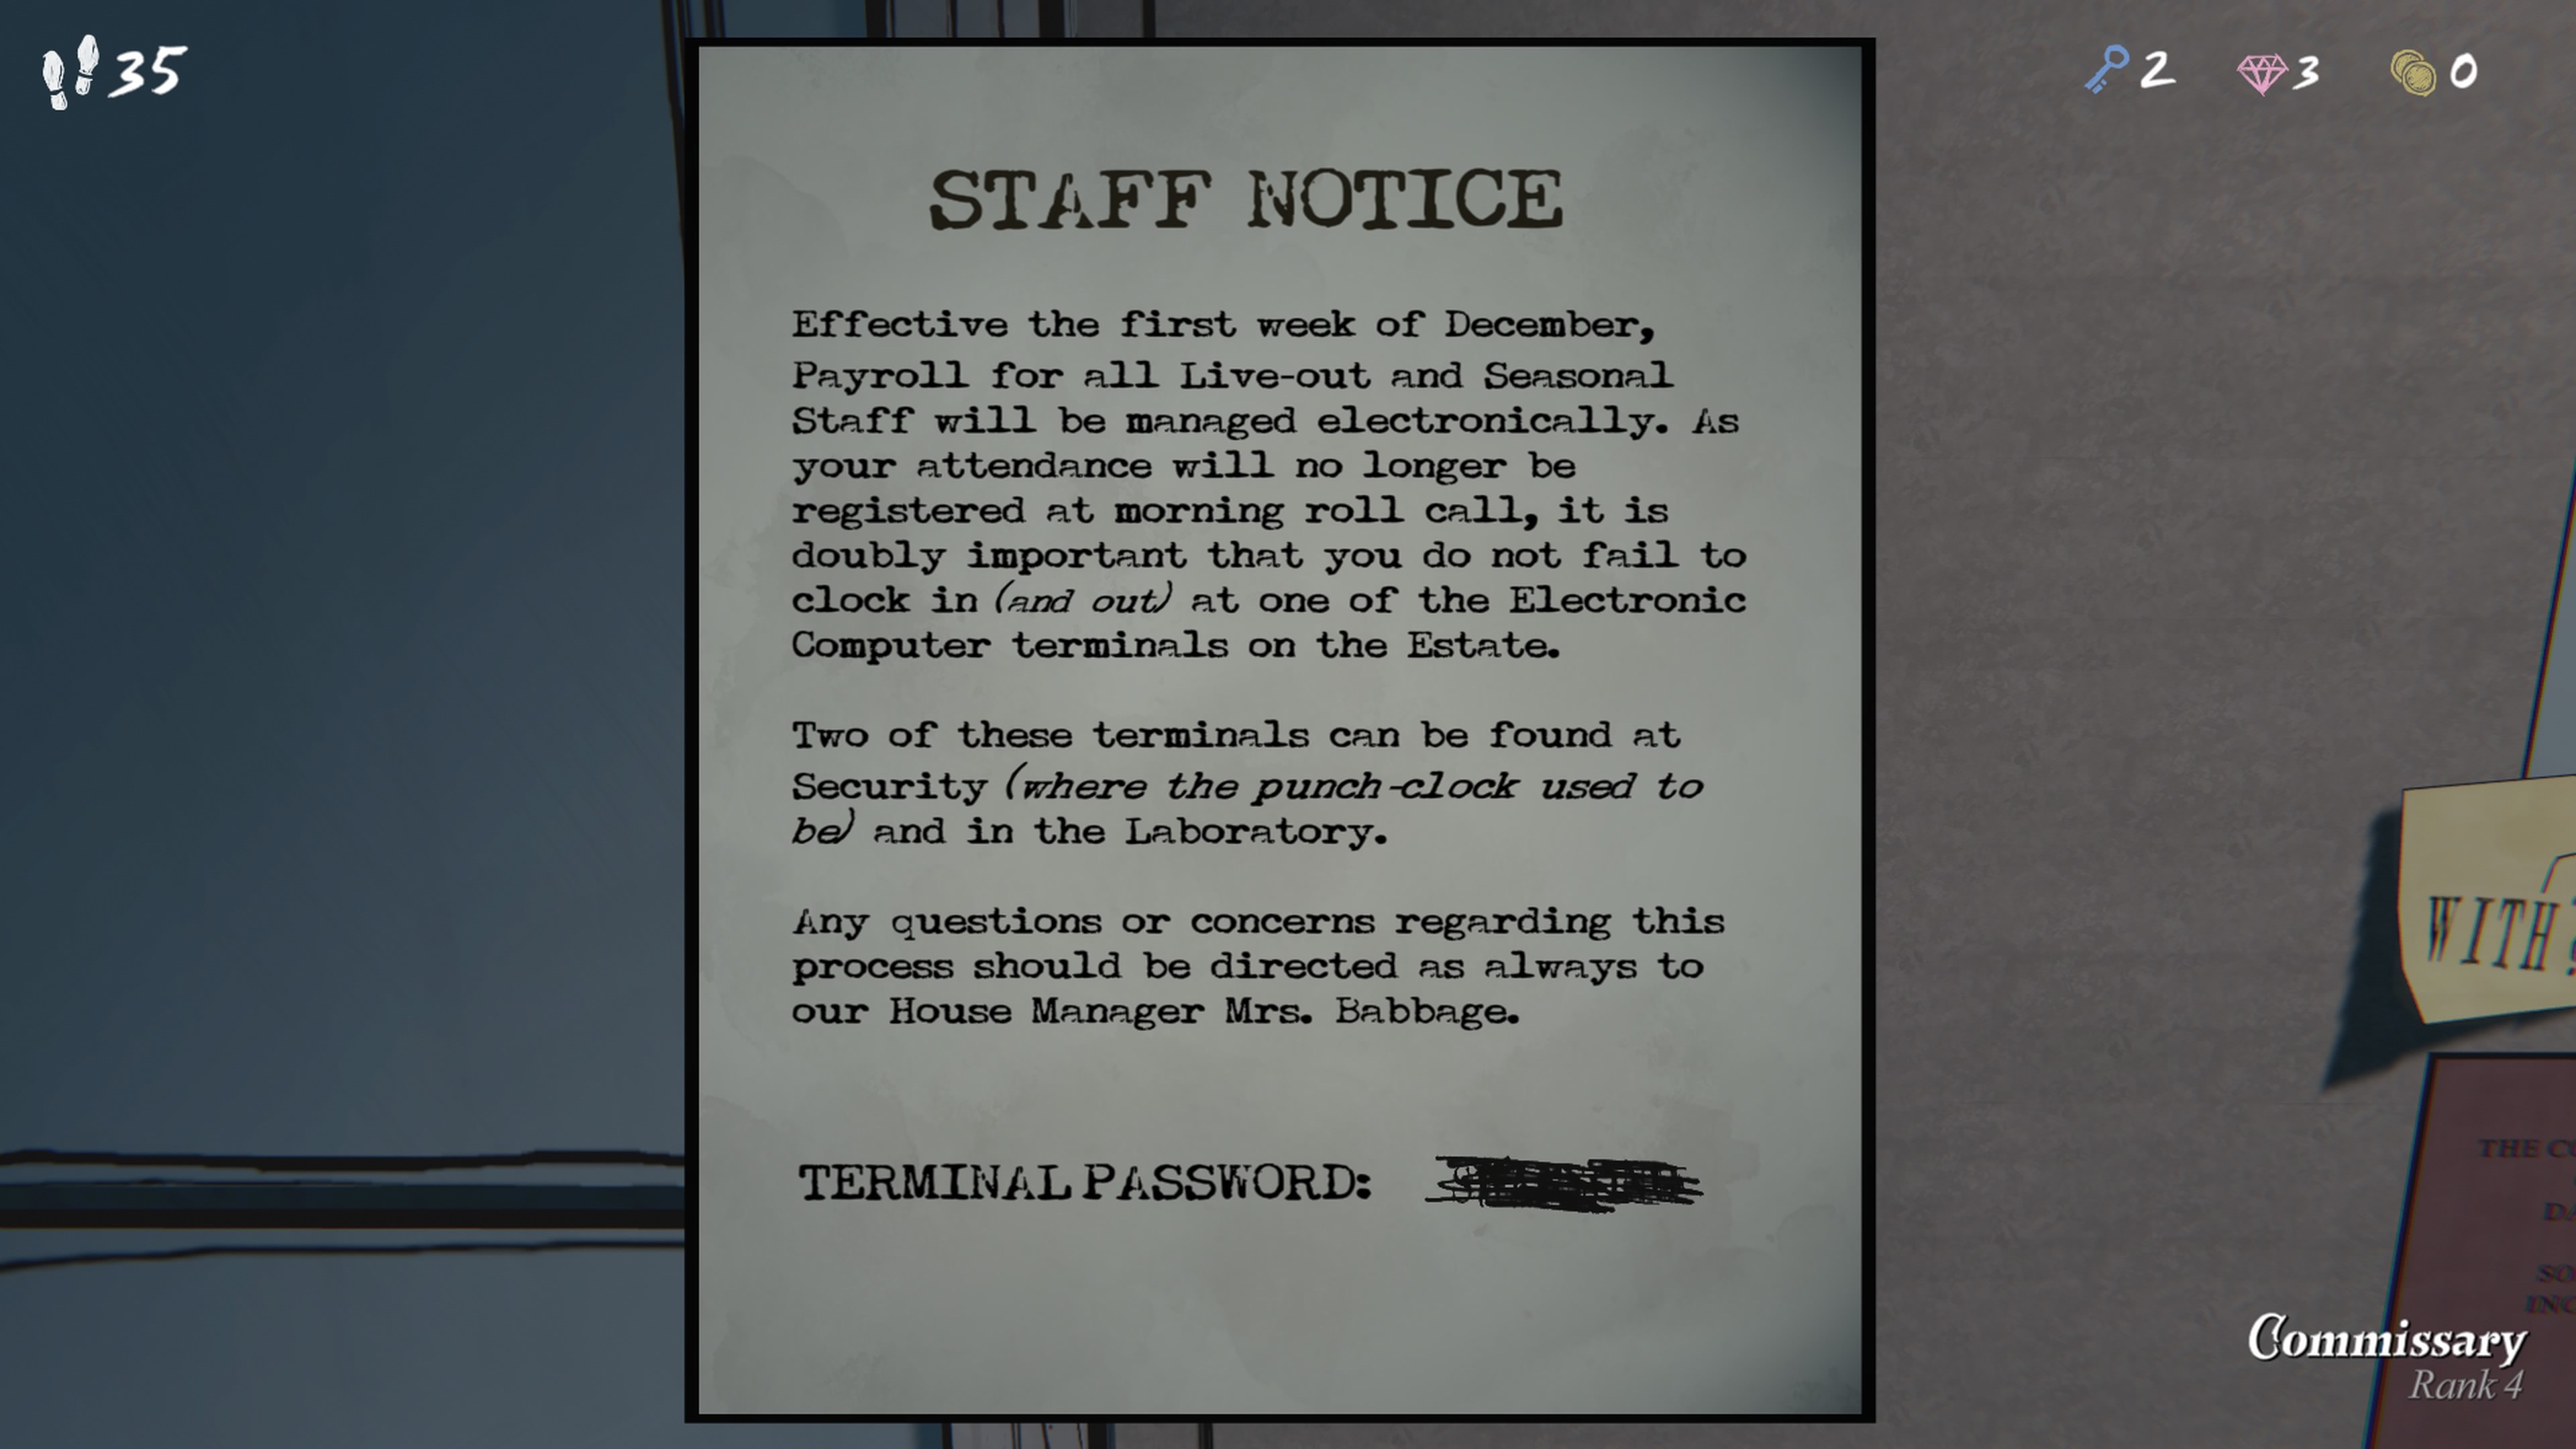 35
2
3
0
STAFF NOTICE
Effective the first week of December,
Payroll for all Live-out and Seasonal
Staff will be managed electronically. As
your attendance will no longer be
registered at morning roll call, it is
doubly important that you do not fail to
clock in (and out) at one of the Electronic
Computer terminals on the Estate.
Two of these terminals can be found at
Security (where the punch-clock used to
be) and in the Laboratory.
Any questions or concerns regarding this
process should be directed as always to
our House Manager Mrs. Babbage.
TERMINAL PASSWORD:
WITH
THE
Commissary
Rank 4